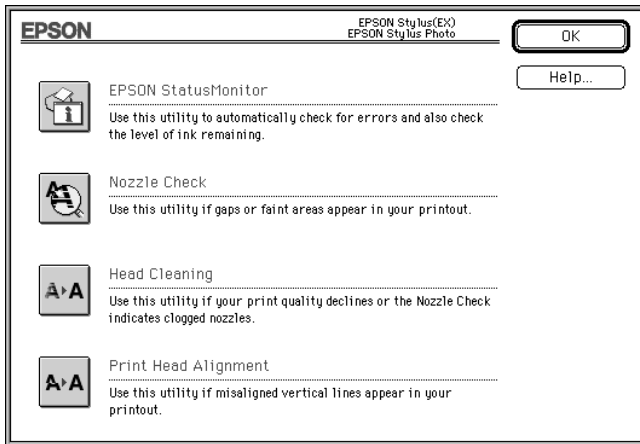 EPSON
EPSON Stylus(EX)
EPSON Stylus Photo
OK
Help...
EPSON StatusMonitor
Use this utility to automatically check for errors and also check
the level of ink remaining.
Nozzle Check
Use this utility if gaps or faint areas appear in your printout.
Head Cleaning
Use this utility if your print quality declines or the Nozzle Check
indicates clogged nozzles.
Print Head Alignment
Use this utility if misaligned vertical lines appear in your
printout.